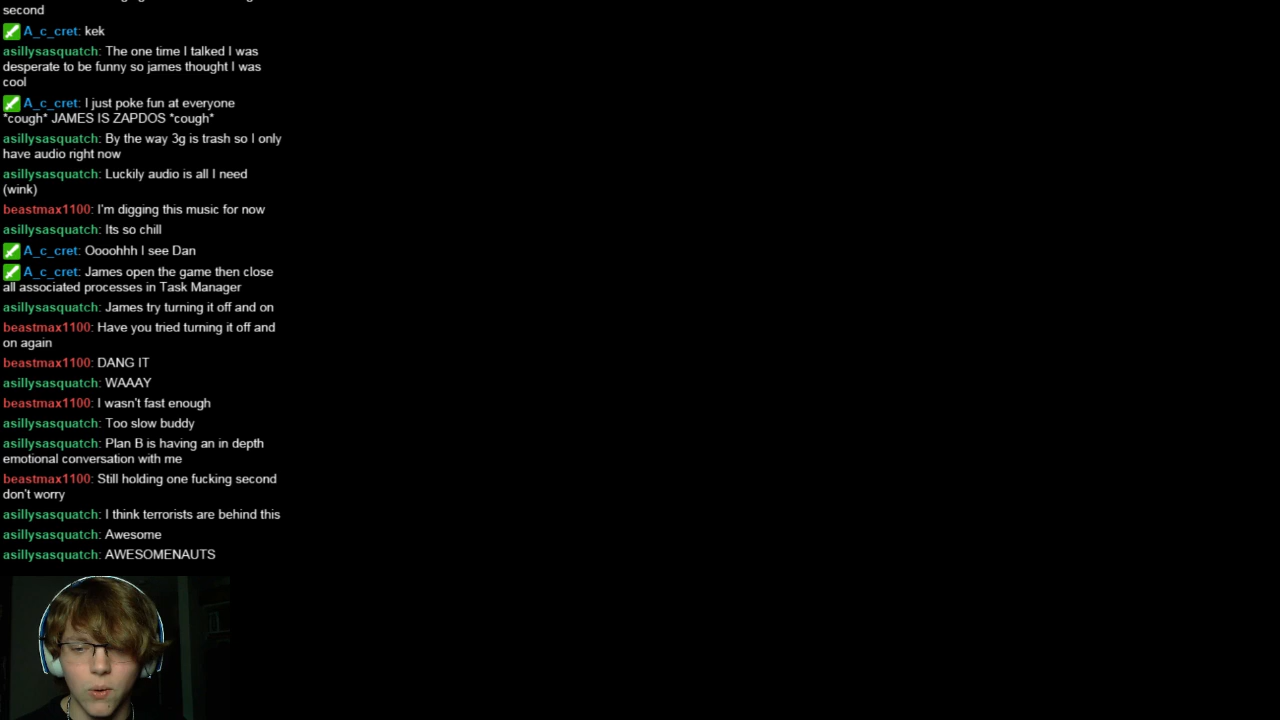 second
A_c_cret: kek
asillysasquatch: The one time I talked I was
desperate to be funny so james thought I was
cool
A_c_cret: I just poke fun at everyone
*cough* JAMES IS ZAPDOS *cough*
asillysasquatch: By the way 3g is trash so I only
have audio right now
asillysasquatch: Luckily audio is all I need
(wink)
beastmax1100: I'm digging this music for now
asillysasquatch: Its so chill
A_c_cret: Oooohhh I see Dan
A_c_cret: James open the game then close
all associated processes in Task Manager
asillysasquatch: James try turning it off and on
beastmax1100: Have you tried turning it off and
on again
beastmax1100: DANG IT
asillysasquatch: WAAAY
beastmax1100: I wasn't fast enough
asillysasquatch: Too slow buddy
asillysasquatch: Plan B is having an in depth
emotional conversation with me
beastmax1100: Still holding one fucking second
don't worry
asillysasquatch: I think terrorists are behind this
asillysasquatch: Awesome
asillysasquatch: AWESOMENAUTS